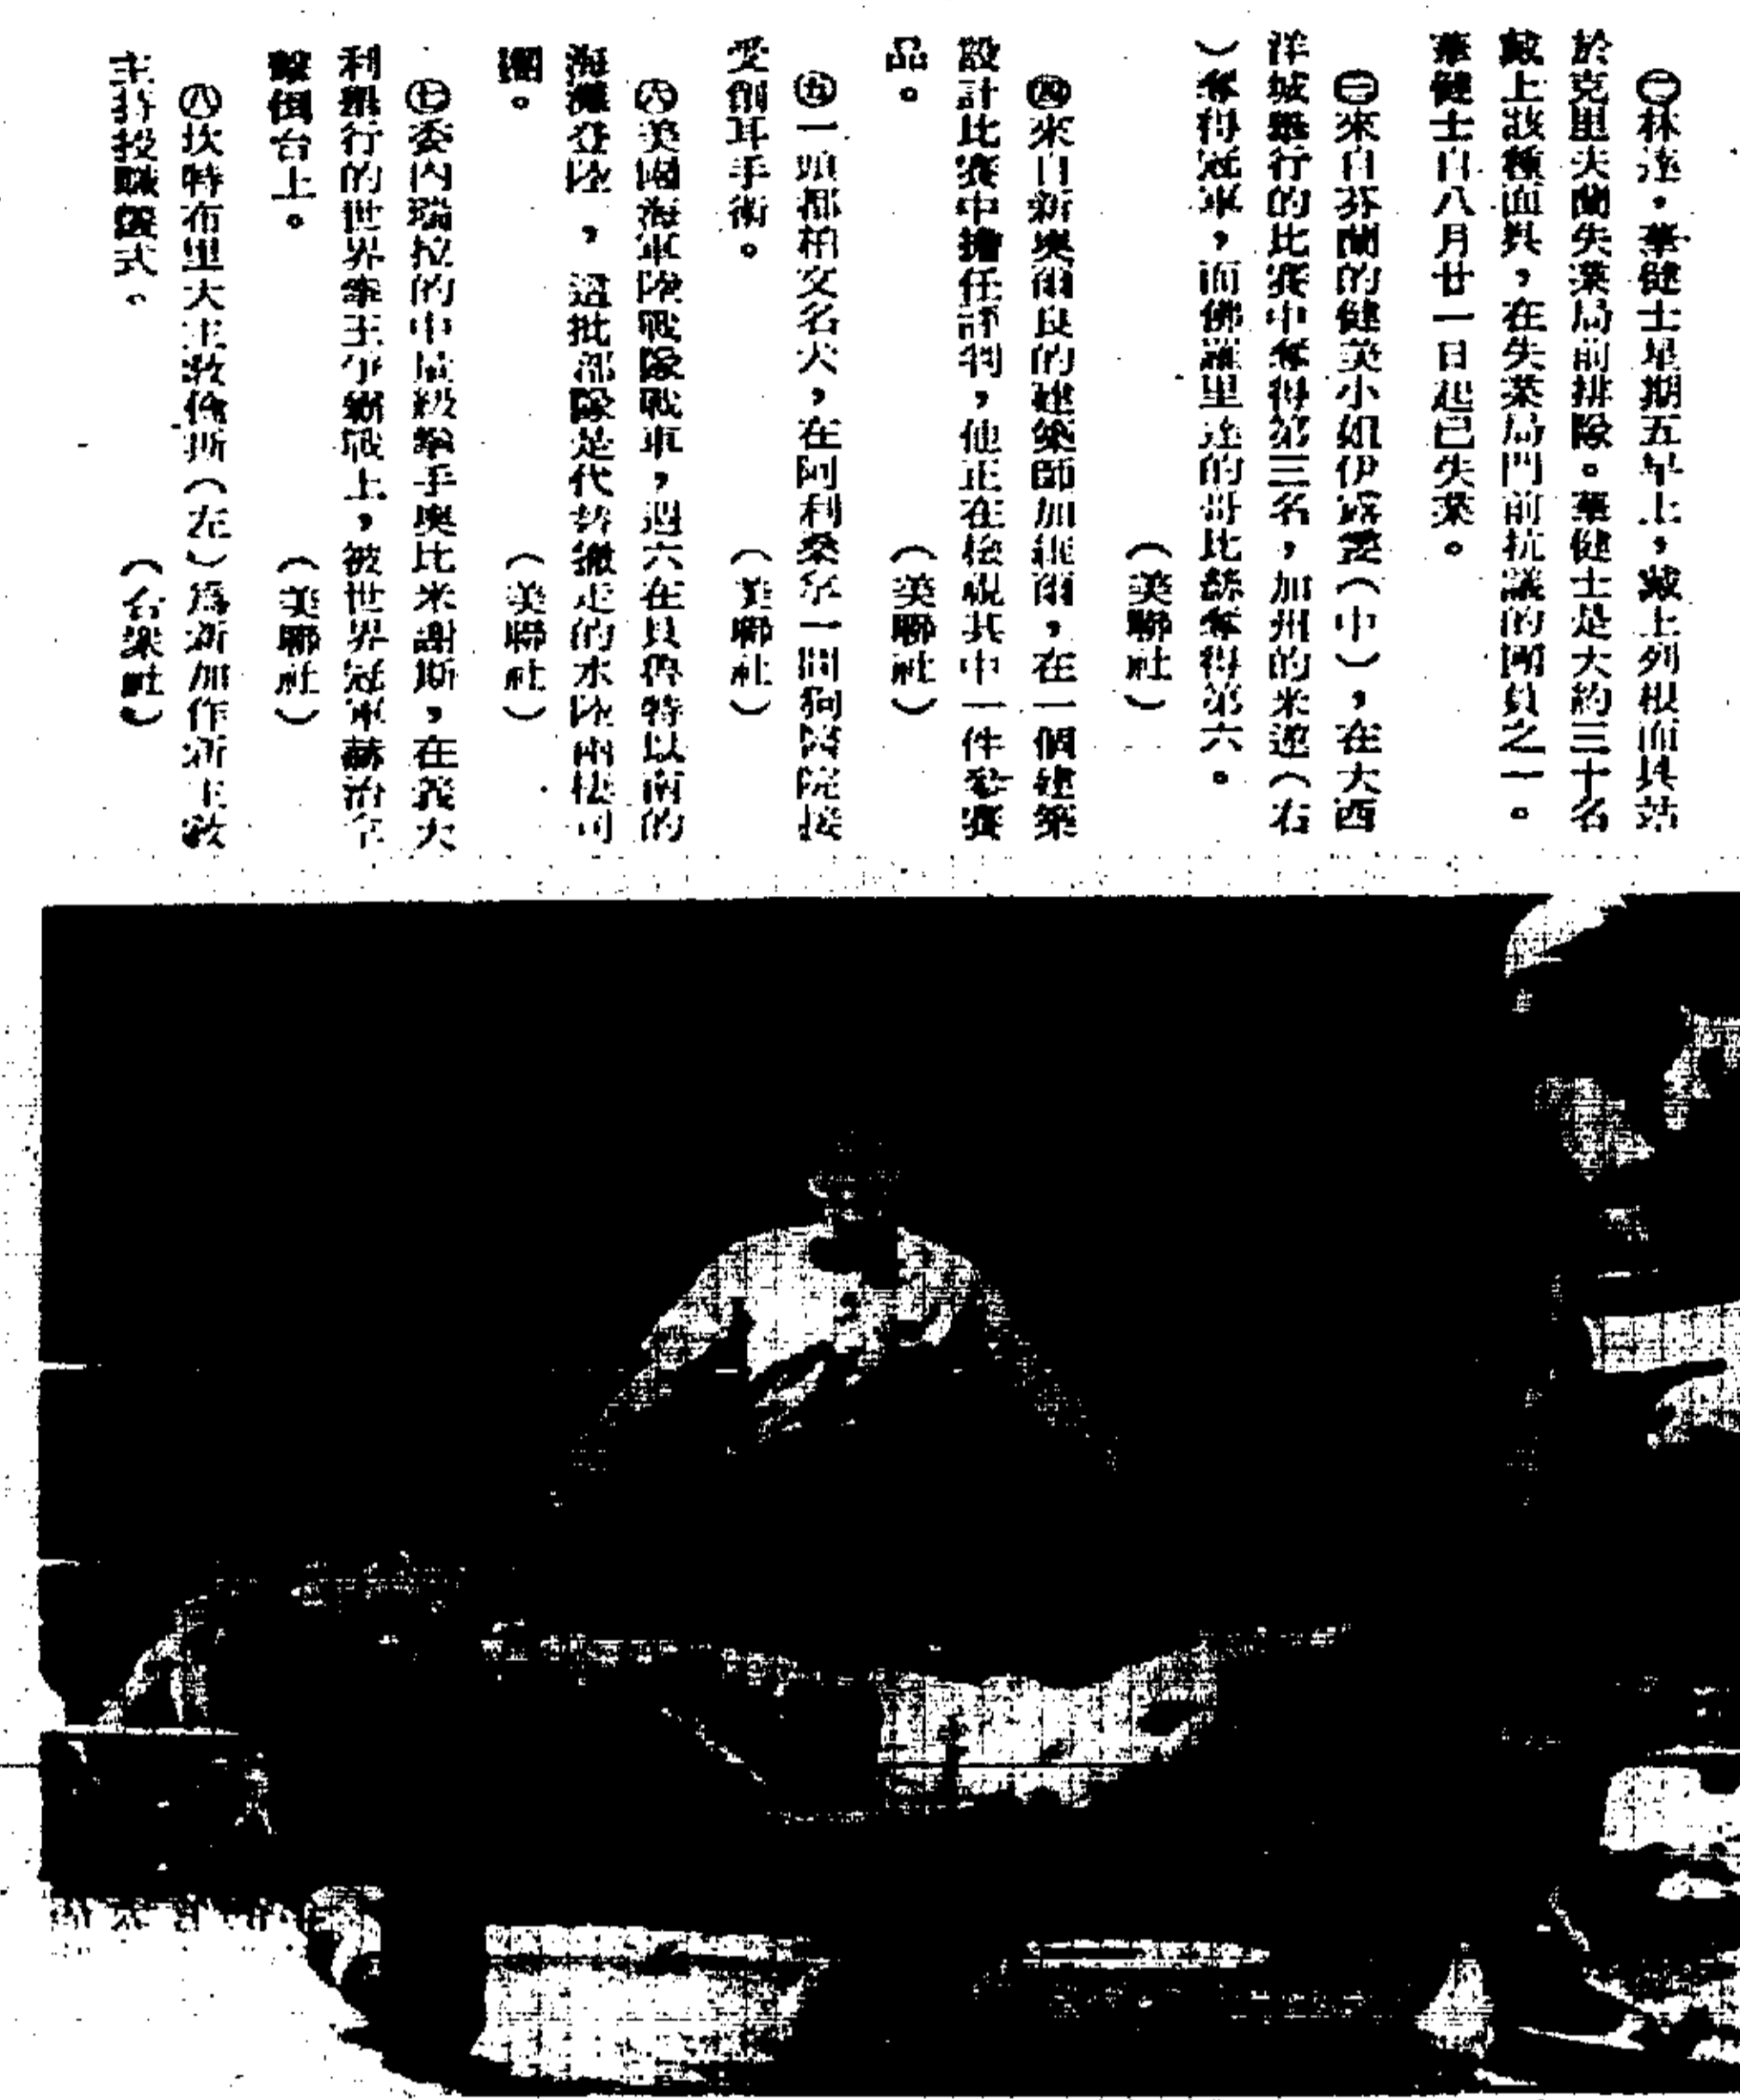 ㊁林達・華健士星期五早上,戴上列根面具站
於克里夫蘭失業局前排隊。華健士是大約三十名
戴上該種面具,在失業局門前抗議的團員之一。
華健士自八月廿一日起已失業。
㊂來自芬蘭的健美小姐伊露雲(中),在大西
洋城舉行的比賽中奪得第三名,加州的米遜(右
)奪得冠軍,而佛羅里達的哥比蘇奪得第六。
(美聯社)
㊃來自新奧爾良的建築師加維爾,在一個建築
設計比賽中擔任評判,他正在檢視其中一件參賽
品。
(美聯社)
㊄一頭都柏文名犬,在阿利桑拿一間狗醫院接
受割耳手術。
(美聯社)
㊅美國海軍陸戰隊戰車,週六在貝魯特以南的
海灘登陸,這批部隊是代替撤走的水陸兩棲司
團。
(美聯社)
㊆委內瑞拉的中量級拳手奧比米謝斯,在義大
利舉行的世界拳王爭霸戰上,被世界冠軍赫治拿
擊倒台上。
(美聯社)
㊇坎特布里大主教倫斯(左)為新加作新主教
主持授職儀式。
(合眾社)